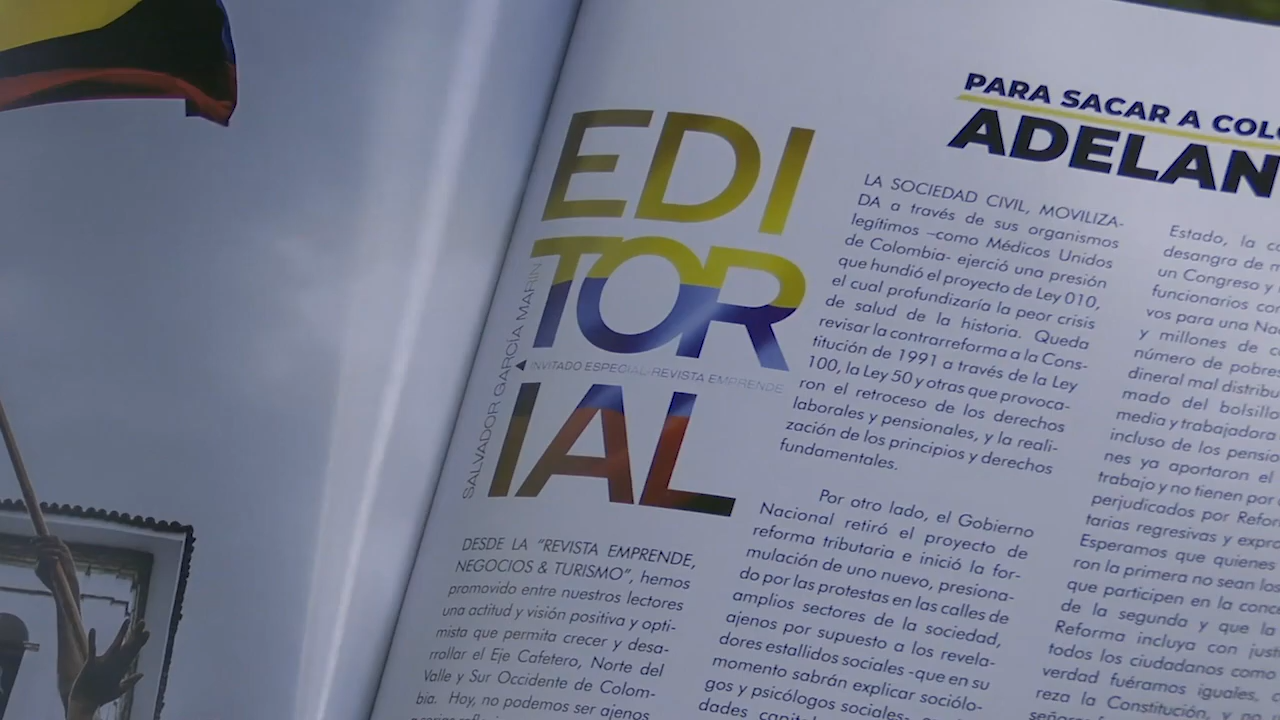 PARA SACAR A
ADELAN
EDI
TOR
IAL
SALVADOR GARCÍA MARÍN
INVITADO ESPECIAL-REVISTA EMPRENDE
DESDE LA “REVISTA EMPRENDE,
NEGOCIOS & TURISMO”, hemos
promovido entre nuestros lectores
una actitud y visión positiva y opti-
mista que permita crecer y desa-
rrollar el Eje Cafetero, Norte del
Valle y Sur Occidente de Colom-
bia. Hoy, no podemos ser ajenos
LA SOCIEDAD CIVIL, MOVILIZA-
DA a través de sus organismos
legítimos –como Médicos Unidos
de Colombia- ejerció una presión
que hundió el proyecto de Ley 010,
el cual profundizaría la peor crisis
de salud de la historia. Queda
revisar la contrarreforma a la Cons-
titución de 1991 a través de la Ley
100, la Ley 50 y otras que provoca-
ron el retroceso de los derechos
laborales y pensionales, y la reali-
zación de los principios y derechos
fundamentales.
Por otro lado, el Gobierno
Nacional retiró el proyecto de
reforma tributaria e inició la for-
mulación de uno nuevo, presiona-
do por las protestas en las calles de
amplios sectores de la sociedad,
ajenos por supuesto a los revela-
dores estallidos sociales -que en su
momento sabrán explicar sociólo-
gos y psicólogos sociales-
Estado, la
desangra de
un Congreso y
funcionarios
vos para una
y millones de
número de pobres
dineral mal
mado del bolsillo
media y trabajadora
incluso de los
nes ya aportaron el
trabajo y no tienen por
perjudicados por
tarias regresivas y
Esperamos que quienes
ron la primera no sean los
que participen en la
de la segunda y que la
Reforma incluya con
todos los ciudadanos como
verdad fuéramos iguales,
reza la Constitución, y